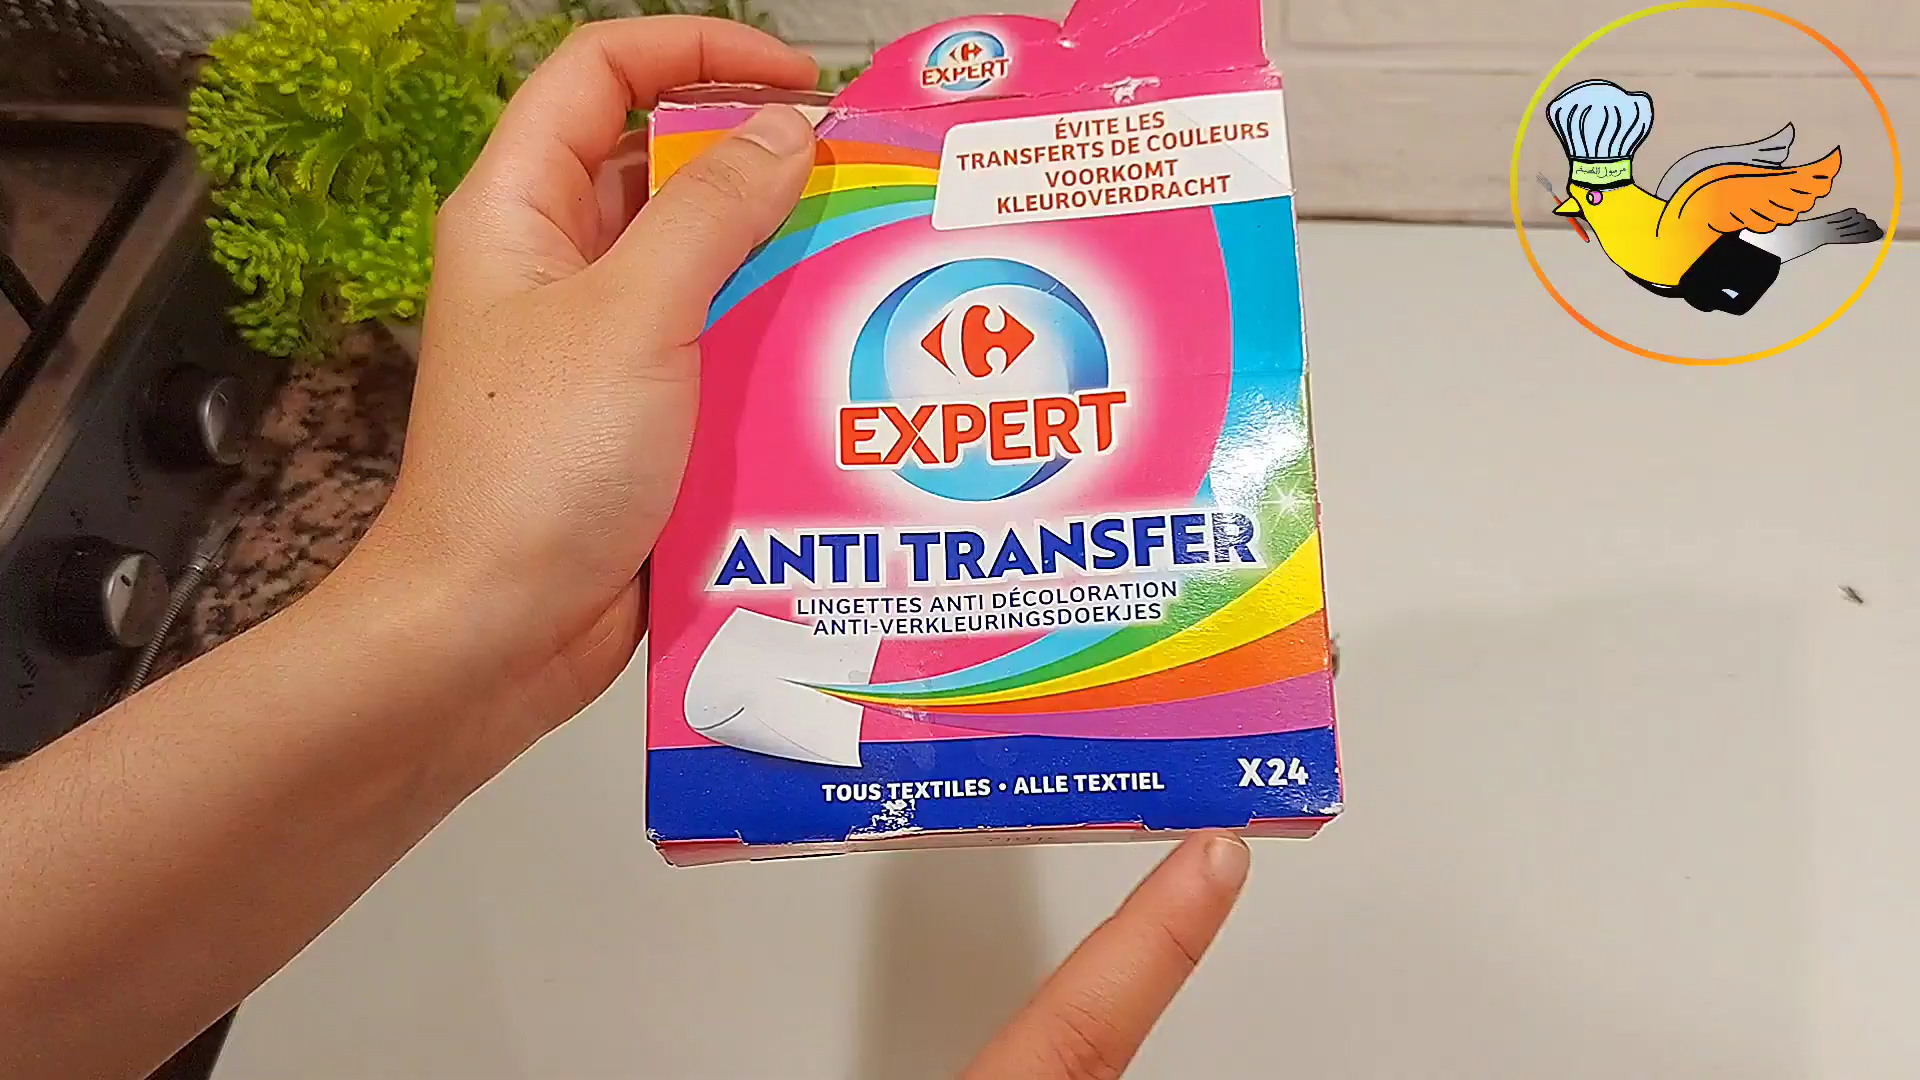 EXPERT
ÉVITE LES
TRANSFERTS DE COULEURS
VOORKOMT
KLEUROVERDRACHT
EXPERT
ANTI TRANSFER
LINGETTES ANTI DÉCOLORATION
ANTI-VERKLEURINGSDOEKJES
TOUS TEXTILES • ALLE TEXTIEL
X24